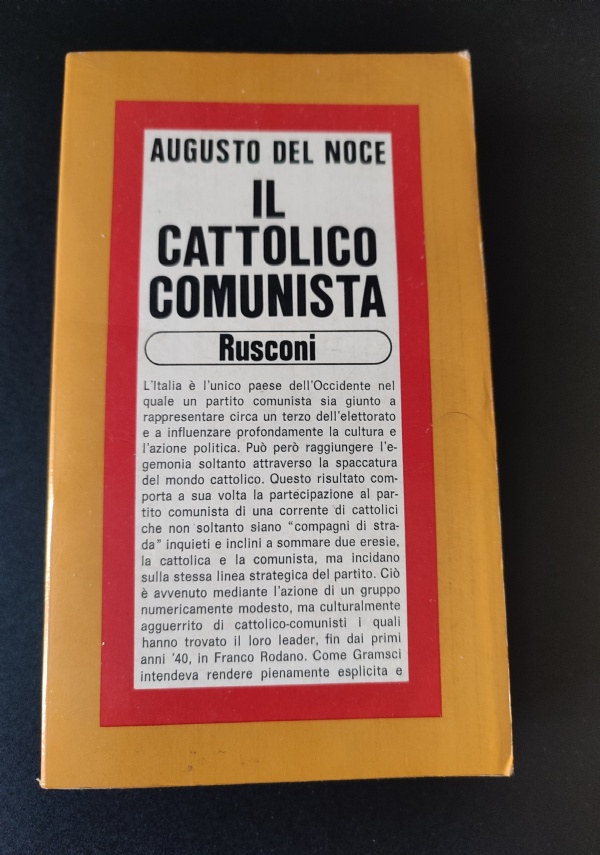 AUGUSTO DEL NOCE
IL
CATTOLICO
COMUNISTA
Rusconi
L'Italia è l'unico paese dell'Occidente nel
quale un partito comunista sia giunto a
rappresentare circa un terzo dell'elettorato
e a influenzare profondamente la cultura e
l'azione politica. Può però raggiungere l'e-
gemonia soltanto attraverso la spaccatura
del mondo cattolico. Questo risultato com-
porta a sua volta la partecipazione al par-
tito comunista di una corrente di cattolici
che non soltanto siano "compagni di stra-
da" inquieti e inclini a sommare due eresie,
la cattolica e la comunista, ma incidano
sulla stessa linea strategica del partito. Ciò
è avvenuto mediante l'azione di un gruppo
numericamente modesto, ma culturalmente
agguerrito di cattolico-comunisti i quali
hanno trovato il loro leader, fin dai primi
anni '40, in Franco Rodano. Come Gramsci
intendeva rendere pienamente esplicita e